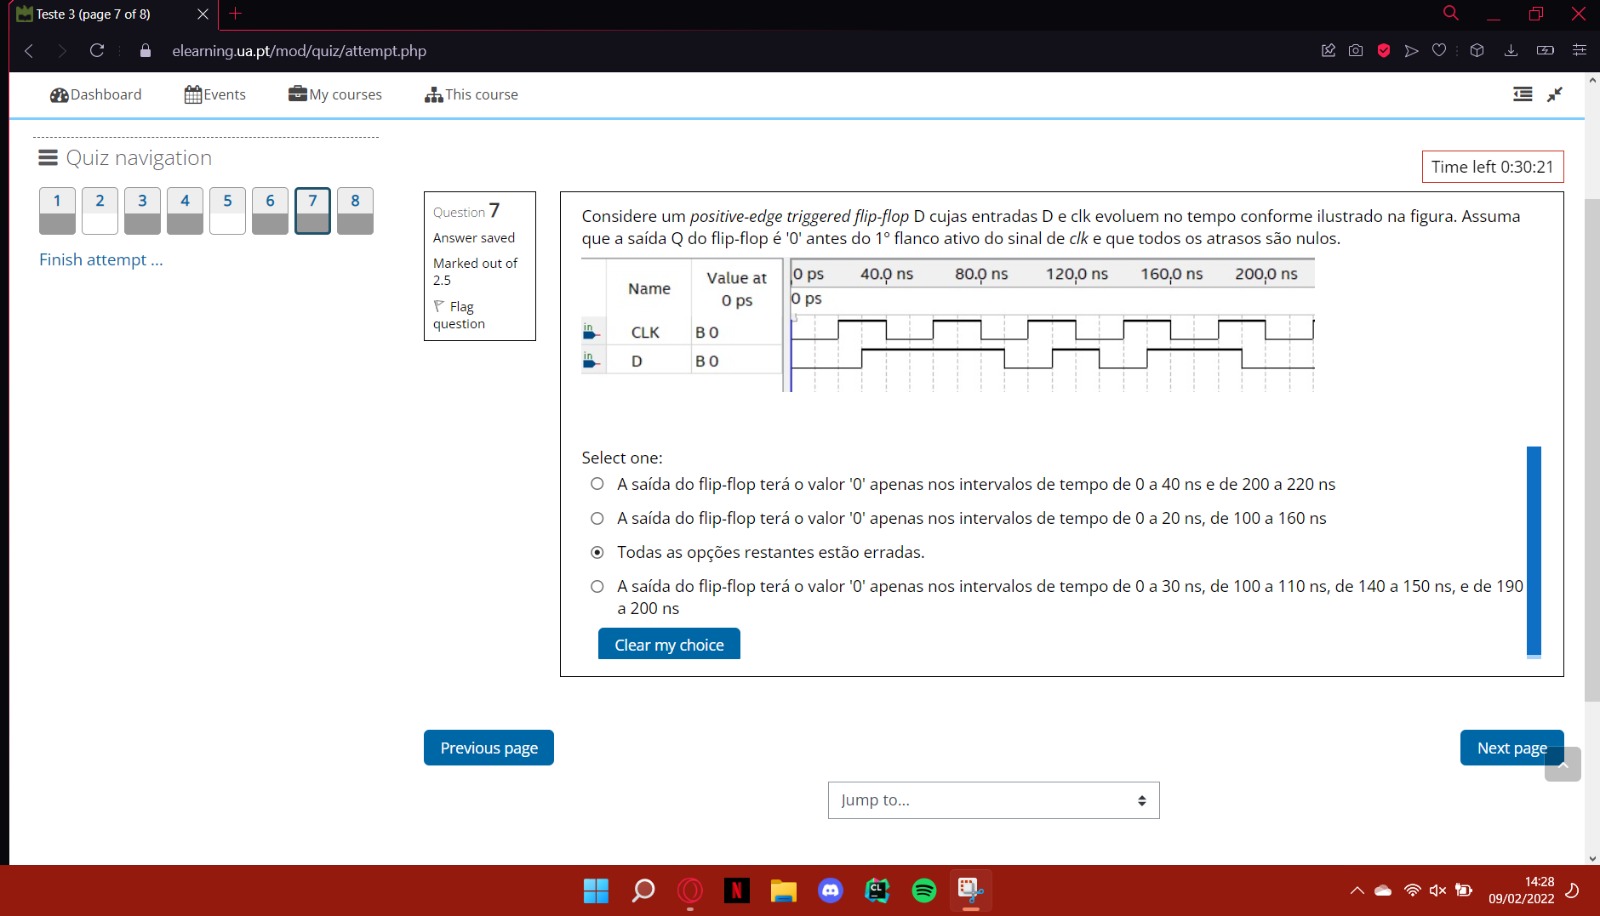 Teste 3 (page 7 of 8)
elearning.ua.pt/mod/quiz/attempt.php
Dashboard
Events
My courses
This course
Quiz navigation
1 2 3 4 5 6 7 8
Finish attempt ...
Time left 0:30:21
Question 7
Answer saved
Marked out of
2.5
Flag
question
Considere um positive-edge triggered flip-flop D cujas entradas D e clk evoluem no tempo conforme ilustrado na figura. Assuma
que a saída Q do flip-flop é '0' antes do 1º flanco ativo do sinal de clk e que todos os atrasos são nulos.
Name
Value at
0 ps
0 ps 40,0 ns 80,0 ns 120,0 ns 160,0 ns 200,0 ns
0 ps
in CLK B 0
in D B 0
Select one:
A saída do flip-flop terá o valor '0' apenas nos intervalos de tempo de 0 a 40 ns e de 200 a 220 ns
A saída do flip-flop terá o valor '0' apenas nos intervalos de tempo de 0 a 20 ns, de 100 a 160 ns
Todas as opções restantes estão erradas.
A saída do flip-flop terá o valor '0' apenas nos intervalos de tempo de 0 a 30 ns, de 100 a 110 ns, de 140 a 150 ns, e de 190
a 200 ns
Clear my choice
Previous page
Next page
Jump to...
N
CL
14:28
09/02/2022